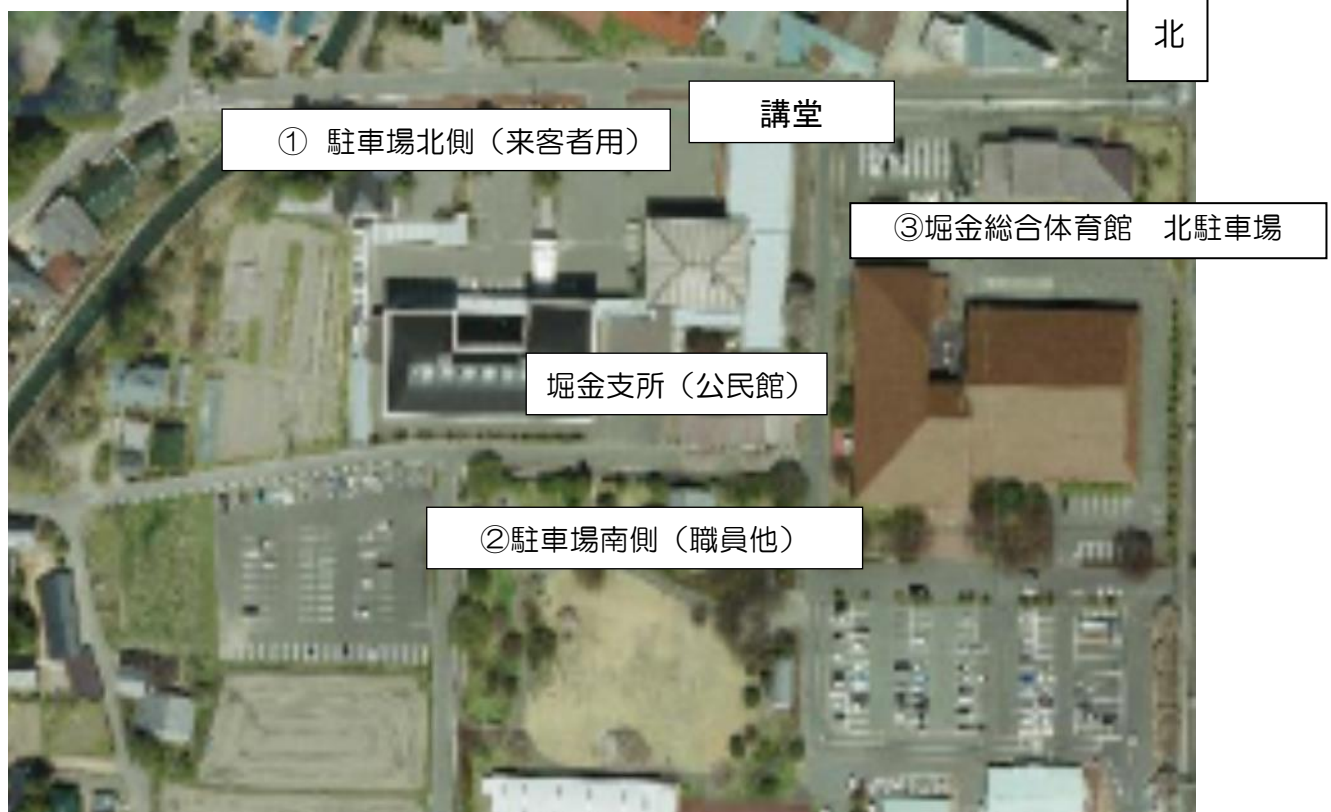 北
講堂
① 駐車場北側（来客者用）
③堀金総合体育館　北駐車場
堀金支所（公民館）
②駐車場南側（職員他）